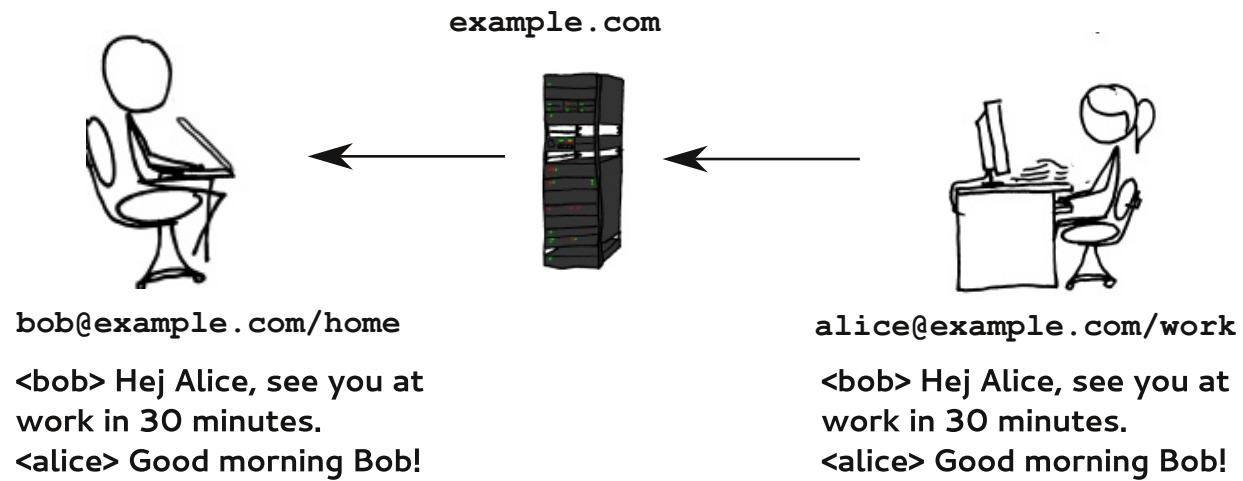 example.com
bob@example.com/home
alice@example.com/work
<bob> Hej Alice, see you at
work in 30 minutes.
<alice> Good morning Bob!
<bob> Hej Alice, see you at
work in 30 minutes.
<alice> Good morning Bob!